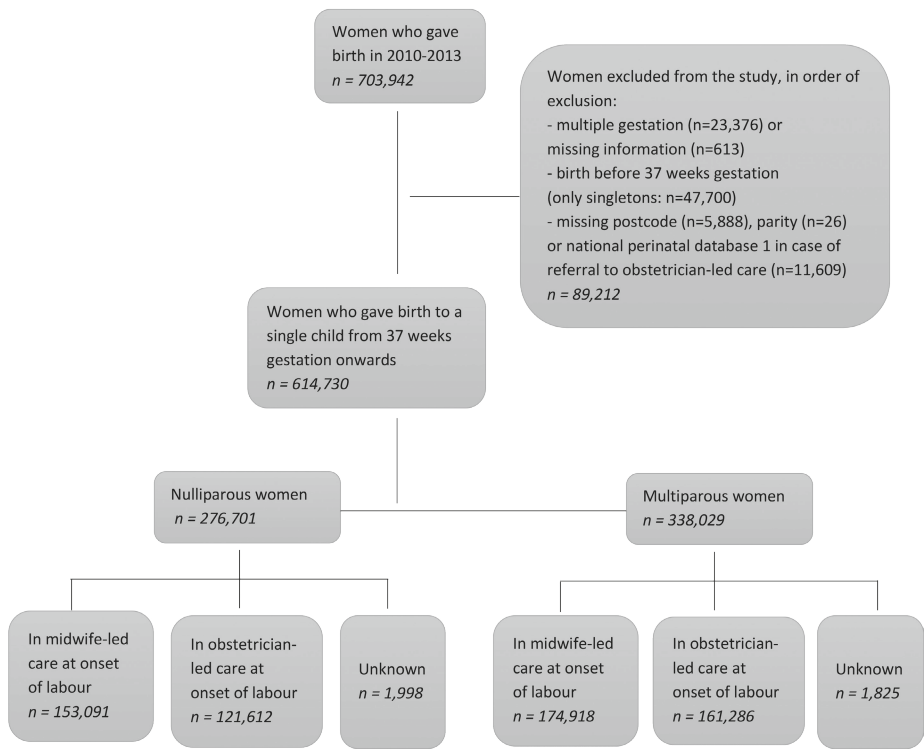 Women who gave
birth in 2010-2013
n = 703,942
Women excluded from the study, in order of
exclusion:
- multiple gestation (n=23,376) or
missing information (n=613)
- birth before 37 weeks gestation
(only singletons: n=47,700)
- missing postcode (n=5,888), parity (n=26)
or national perinatal database 1 in case of
referral to obstetrician-led care (n=11,609)
n = 89,212
Women who gave birth to a
single child from 37 weeks
gestation onwards
n = 614,730
Nulliparous women
n = 276,701
Multiparous women
n = 338,029
In midwife-led
care at onset
of labour
n = 153,091
In obstetrician-
led care at
onset of labour
n = 121,612
Unknown
n = 1,998
In midwife-led
care at onset
of labour
n = 174,918
In obstetrician-
led care at
onset of labour
n = 161,286
Unknown
n = 1,825